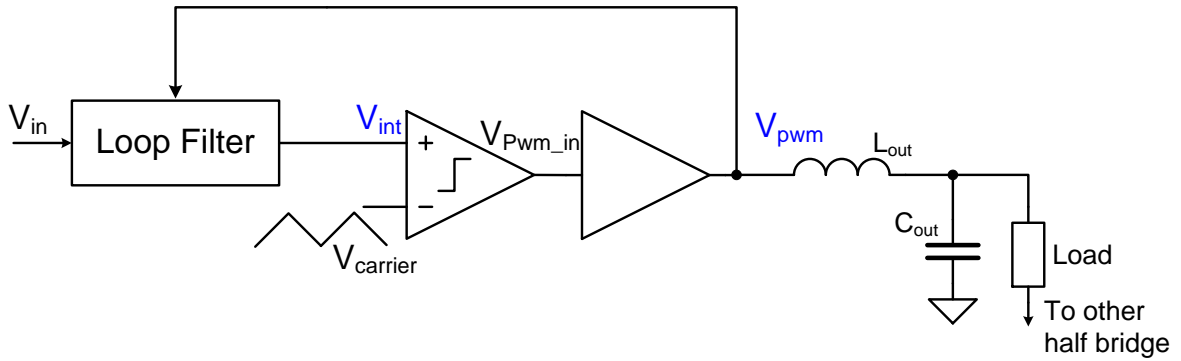 V_in
Loop Filter
V_int
+
−
V_carrier
V_Pwm_in
V_pwm
L_out
C_out
Load
To other
half bridge